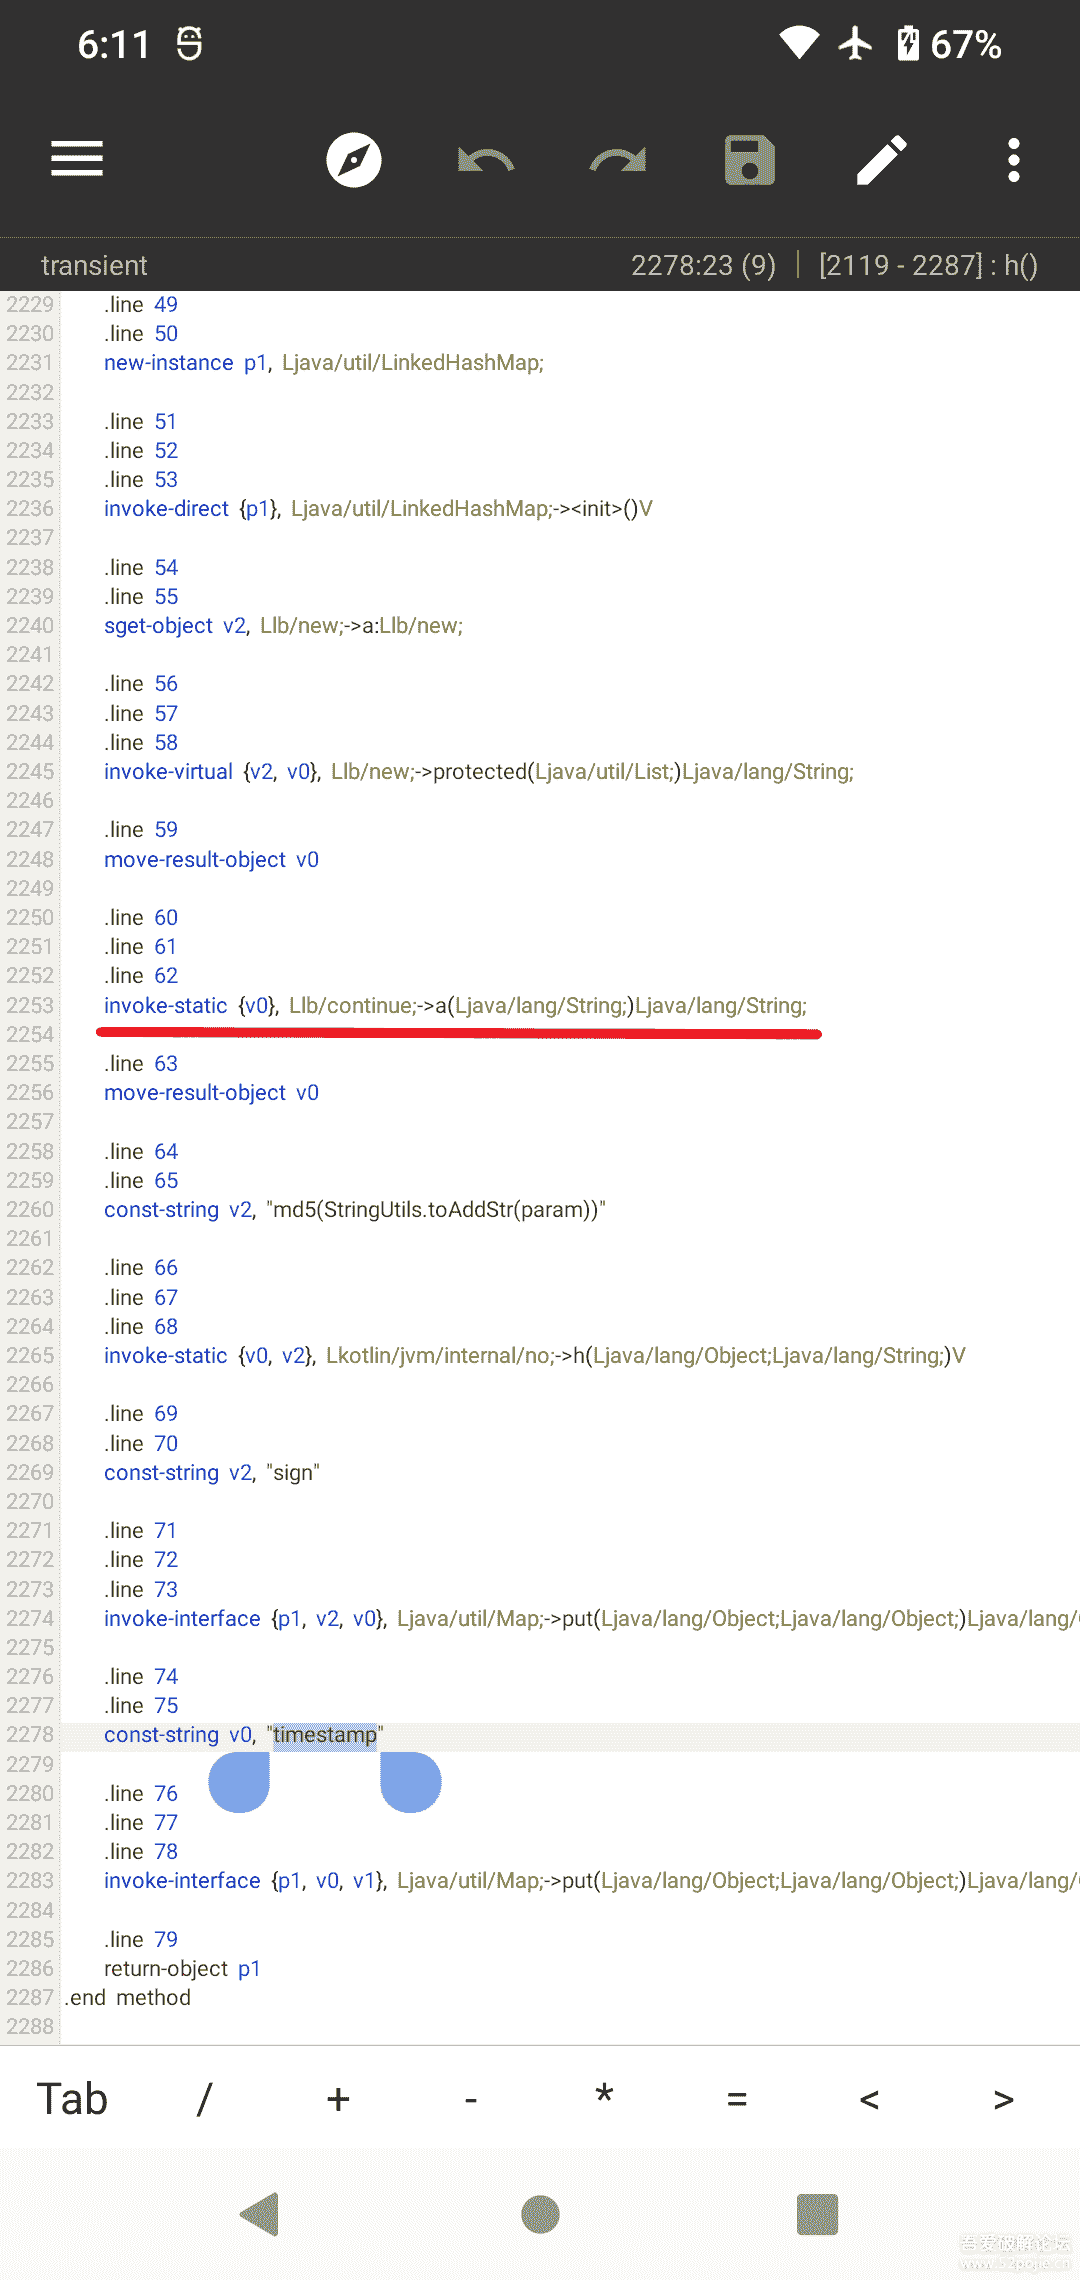 6:11 67%
transient 2278:23 (9) [2119 - 2287] : h()
2229 .line 49
2230 .line 50
2231 new-instance p1, Ljava/util/LinkedHashMap;
2232
2233 .line 51
2234 .line 52
2235 .line 53
2236 invoke-direct {p1}, Ljava/util/LinkedHashMap;-><init>()V
2237
2238 .line 54
2239 .line 55
2240 sget-object v2, Llb/new;->a:Llb/new;
2241
2242 .line 56
2243 .line 57
2244 .line 58
2245 invoke-virtual {v2, v0}, Llb/new;->protected(Ljava/util/List;)Ljava/lang/String;
2246
2247 .line 59
2248 move-result-object v0
2249
2250 .line 60
2251 .line 61
2252 .line 62
2253 invoke-static {v0}, Llb/continue;->a(Ljava/lang/String;)Ljava/lang/String;
2254
2255 .line 63
2256 move-result-object v0
2257
2258 .line 64
2259 .line 65
2260 const-string v2, "md5(StringUtils.toAddStr(param))"
2261
2262 .line 66
2263 .line 67
2264 .line 68
2265 invoke-static {v0, v2}, Lkotlin/jvm/internal/no;->h(Ljava/lang/Object;Ljava/lang/String;)V
2266
2267 .line 69
2268 .line 70
2269 const-string v2, "sign"
2270
2271 .line 71
2272 .line 72
2273 .line 73
2274 invoke-interface {p1, v2, v0}, Ljava/util/Map;->put(Ljava/lang/Object;Ljava/lang/Object;)Ljava/lang/
2275
2276 .line 74
2277 .line 75
2278 const-string v0, "timestamp"
2279
2280 .line 76
2281 .line 77
2282 .line 78
2283 invoke-interface {p1, v0, v1}, Ljava/util/Map;->put(Ljava/lang/Object;Ljava/lang/Object;)Ljava/lang/
2284
2285 .line 79
2286 return-object p1
2287 .end method
2288
Tab / + - * = < >
吾爱破解论坛
www.52pojie.cn